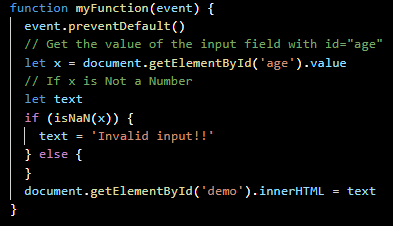 function myFunction(event) {
event.preventDefault()
// Get the value of the input field with id="age"
let x = document.getElementById('age').value
// If x is Not a Number
let text
if (isNaN(x)) {
text = 'Invalid input!!'
} else {
}
document.getElementById('demo').innerHTML = text
}